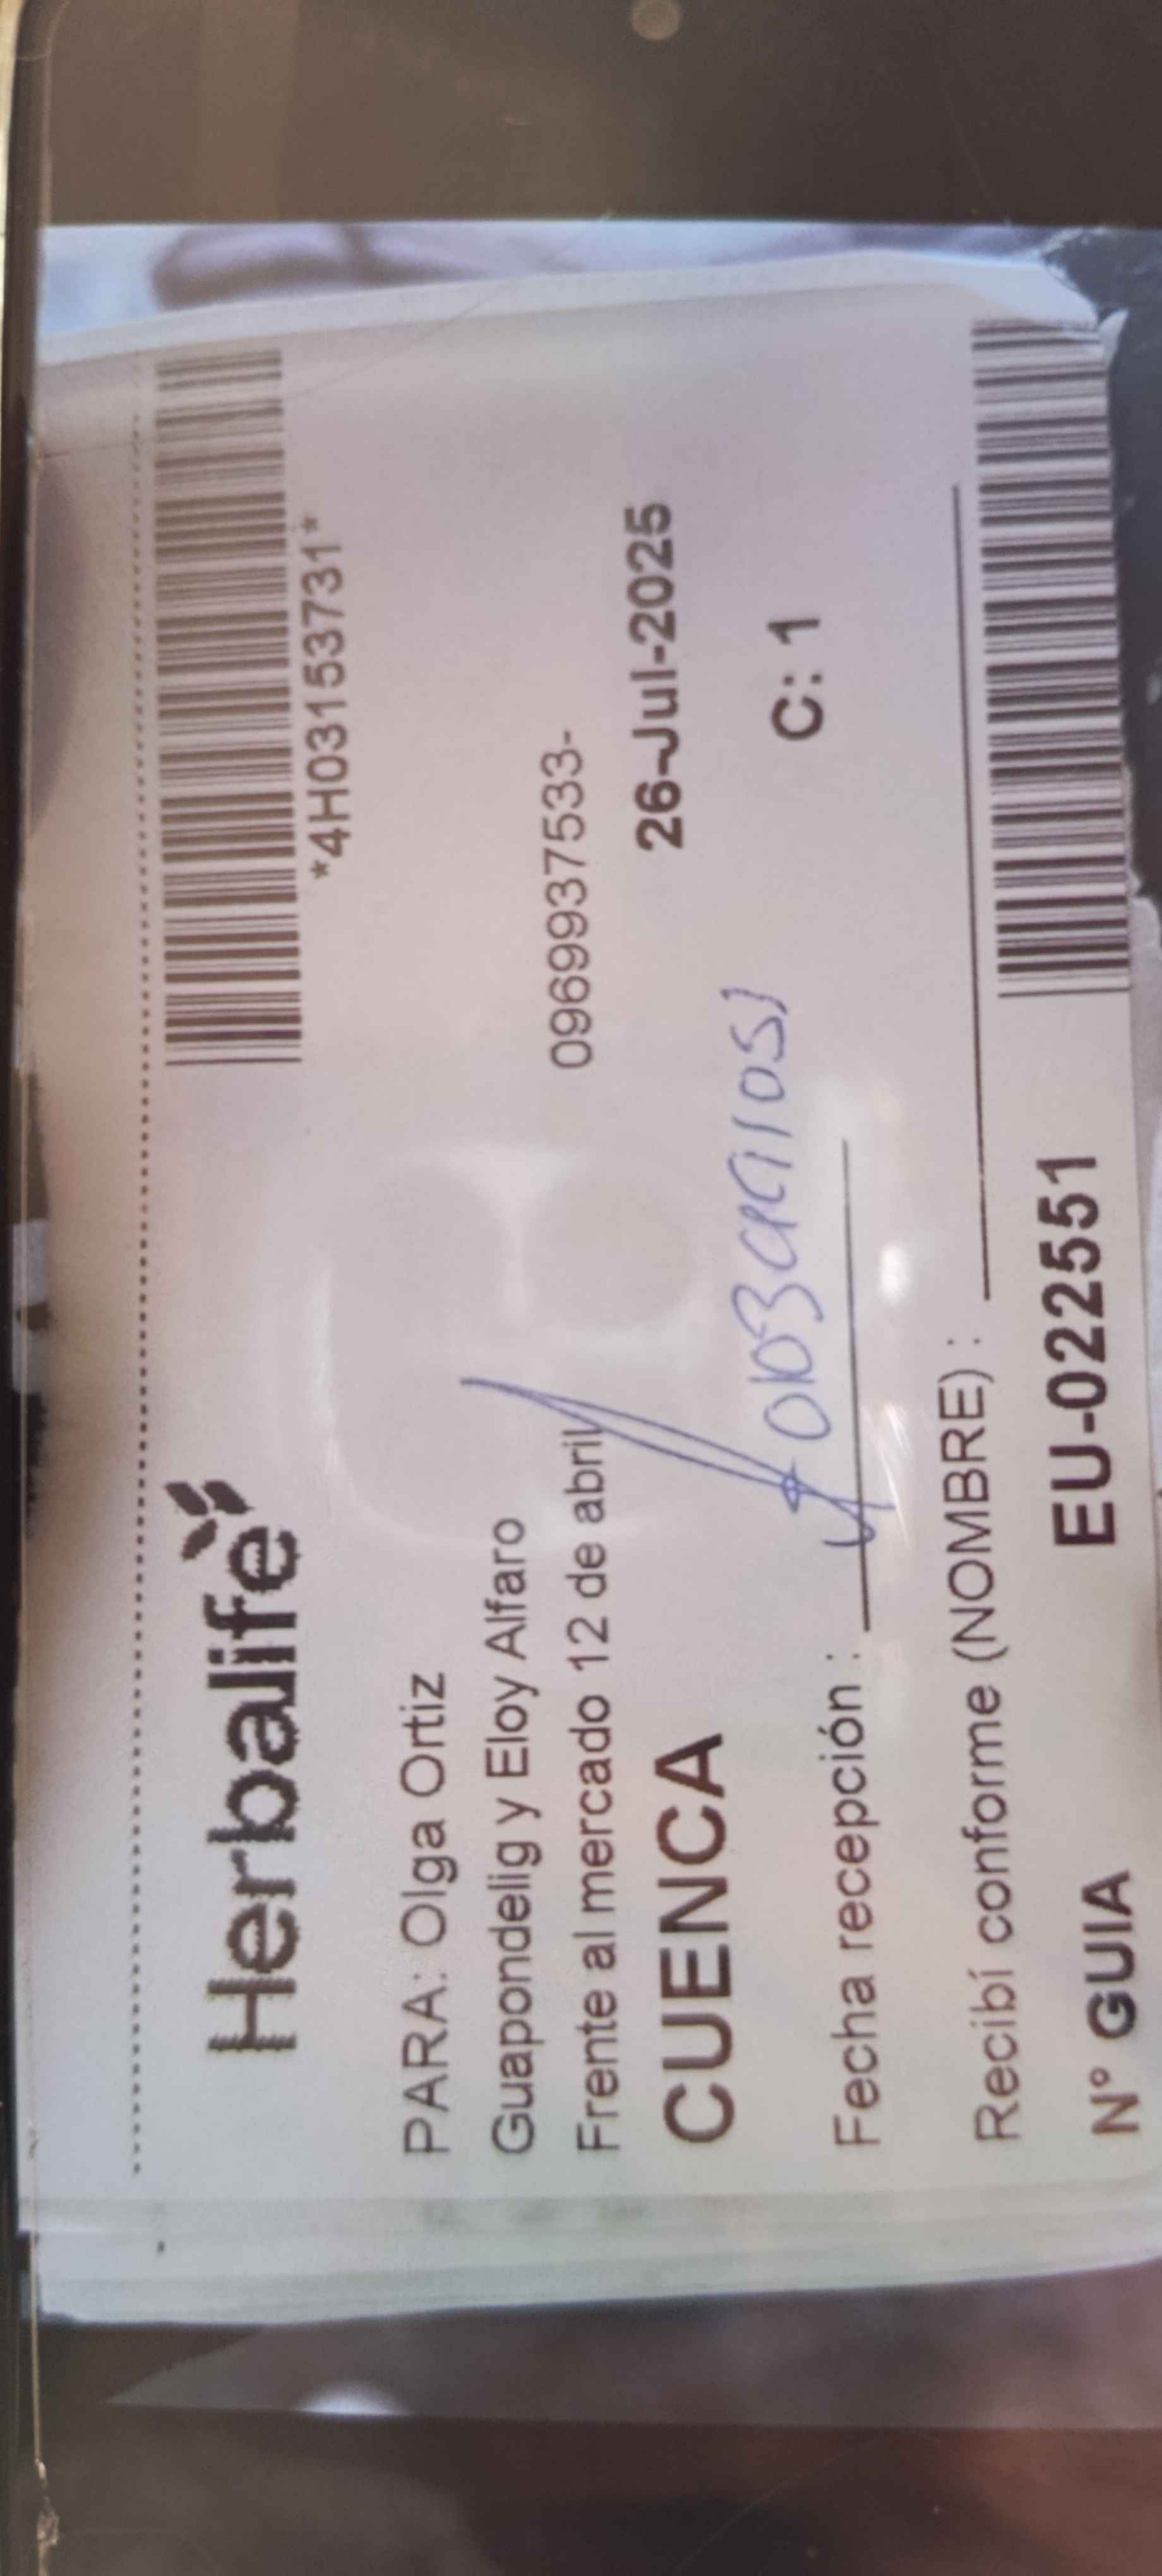 Herbalife
*4H03153731*
PARA: Olga Ortiz
Guapondelig y Eloy Alfaro
Frente al mercado 12 de abril
0969937533-
CUENCA
26-Jul-2025
C: 1
Fecha recepción :
Recibí conforme (NOMBRE) :
N° GUIA EU-022551